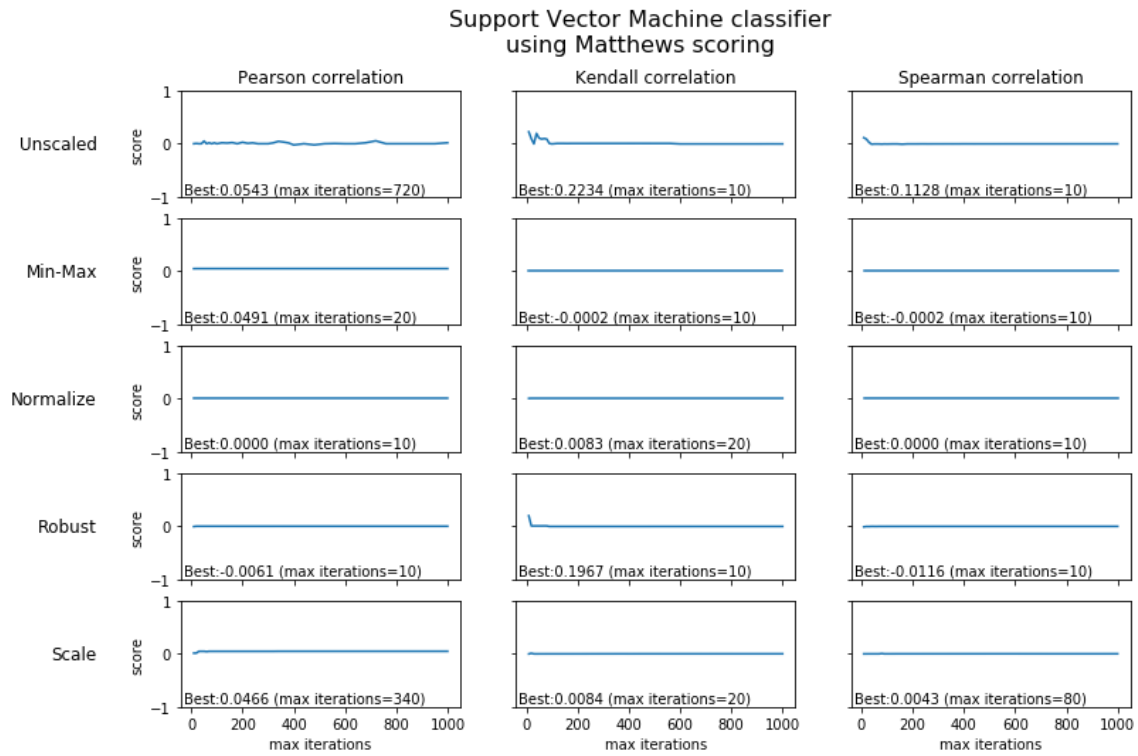 Support Vector Machine classifier
using Matthews scoring
Pearson correlation
Kendall correlation
Spearman correlation
Unscaled
score
1
0
−1
Best:0.0543 (max iterations=720)
Best:0.2234 (max iterations=10)
Best:0.1128 (max iterations=10)
Min-Max
score
1
0
−1
Best:0.0491 (max iterations=20)
Best:-0.0002 (max iterations=10)
Best:-0.0002 (max iterations=10)
Normalize
score
1
0
−1
Best:0.0000 (max iterations=10)
Best:0.0083 (max iterations=20)
Best:0.0000 (max iterations=10)
Robust
score
1
0
−1
Best:-0.0061 (max iterations=10)
Best:0.1967 (max iterations=10)
Best:-0.0116 (max iterations=10)
Scale
score
1
0
−1
Best:0.0466 (max iterations=340)
Best:0.0084 (max iterations=20)
Best:0.0043 (max iterations=80)
0 200 400 600 800 1000
0 200 400 600 800 1000
0 200 400 600 800 1000
max iterations
max iterations
max iterations